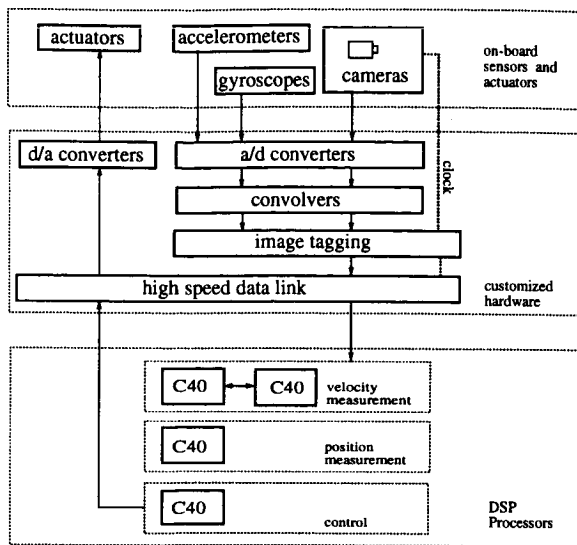 actuators
accelerometers
gyroscopes
cameras
on-board
sensors and
actuators
d/a converters
a/d converters
clock
convolvers
image tagging
high speed data link
customized
hardware
C40
C40
velocity
measurement
C40
position
measurement
C40
control
DSP
Processors